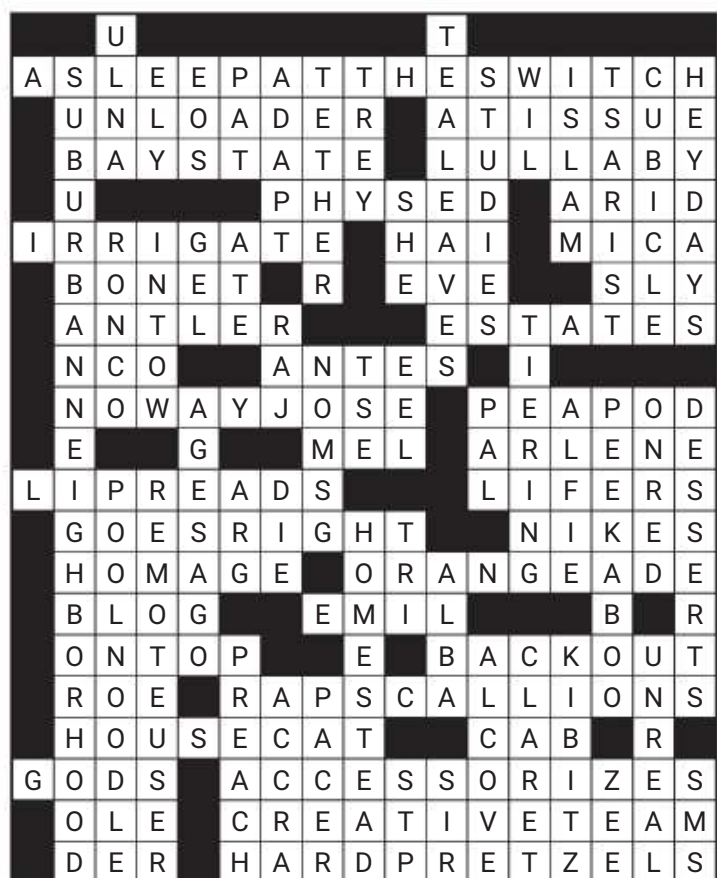 U T
ASLEEPATTHESWITCH
UNLOADER ATISSUE
BAYSTATE LULLABY
U PHYSED ARID
IRRIGATE HAI MICA
BONET R EVE SLY
ANTLER ESTATES
NCO ANTES I
NOWAYJOSE PEAPOD
E G MEL ARLENE
LIPREADS LIFERS
GOESRIGHT NIKES
HOMAGE ORANGEADE
BLOG EMIL B R
ONTOP E BACKOUT
ROE RAPSCALLIONS
HOUSECAT CAB R
GODS ACCESSORIZES
OLE CREATIVETEAM
DER HARDPRETZELS